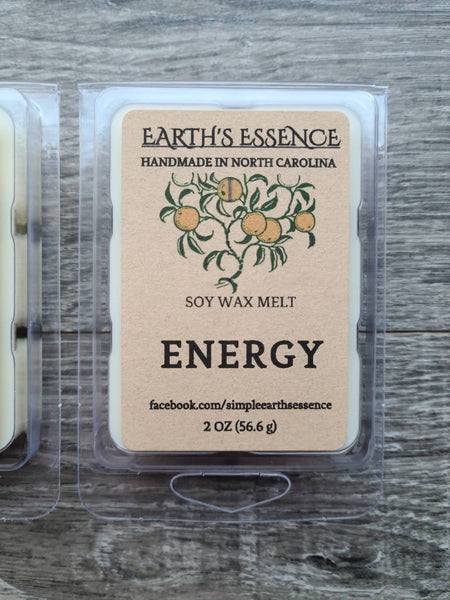 EARTH'S ESSENCE
HANDMADE IN NORTH CAROLINA
SOY WAX MELT
ENERGY
facebook.com/simpleearthsessence
2 OZ (56.6 g)